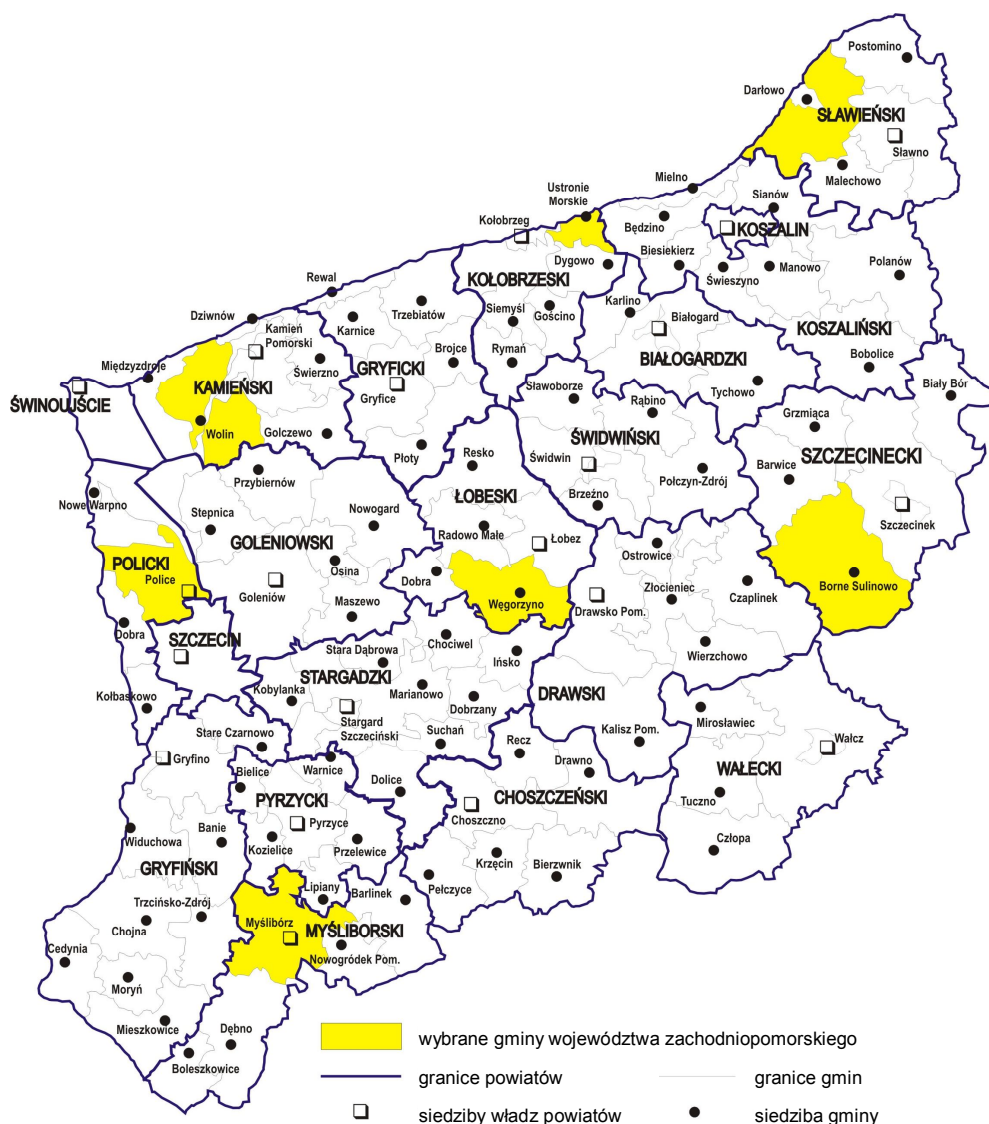 Postomino
Darłowo
SŁAWIEŃSKI
Sławno
Malechowo
Mielno
Sianów
Ustronie
Morskie
Będzino
KOSZALIN
Kołobrzeg
Biesiekierz
Świeszyno
Manowo
Polanów
Dygowo
KOŁOBRZESKI
Rewal
Trzebiatów
Siemyśl
Gościno
Karlino
Białogard
KOSZALIŃSKI
Dziwnów
Kamień
Pomorski
Karnice
Brojce
Rymań
BIAŁOGARDZKI
Bobolice
Międzyzdroje
Świerzno
GRYFICKI
Gryfice
Tychowo
Biały Bór
ŚWINOUJŚCIE
KAMIEŃSKI
Sławoborze
Rąbino
Grzmiąca
Wolin
Golczewo
Płoty
ŚWIDWIŃSKI
Świdwin
Połczyn-Zdrój
Barwice
SZCZECINECKI
Szczecinek
Przybiernów
Resko
Brzeźno
Nowe Warpno
Stepnica
Nowogard
ŁOBESKI
Radowo Małe
Łobez
Ostrowice
GOLENIOWSKI
POLICKI
Police
Goleniów
Osina
Dobra
Węgorzyno
Drawsko Pom.
Złocieniec
Czaplinek
Borne Sulinowo
Maszewo
Dobra
SZCZECIN
Chociwel
Stara Dąbrowa
Ińsko
Wierzchowo
STARGADZKI
Kobylanka
Marianowo
Dobrzany
DRAWSKI
Kołbaskowo
Stargard
Szczeciński
Suchań
Mirosławiec
Wałcz
Stare Czarnowo
Gryfino
Recz
Kalisz Pom.
Warnice
Drawno
Bielice
Dolice
WAŁECKI
PYRZYCKI
CHOSZCZEŃSKI
Tuczno
Pyrzyce
Choszczno
Widuchowa
Banie
Kozielice
Przelewice
Człopa
Krzęcin
Bierzwnik
GRYFIŃSKI
Lipiany
Barlinek
Pełczyce
Trzcińsko-Zdrój
Chojna
Myślibórz
MYŚLIBORSKI
Nowogródek Pom.
Cedynia
Moryń
Mieszkowice
Dębno
Boleszkowice
wybrane gminy województwa zachodniopomorskiego
granice powiatów
granice gmin
siedziby władz powiatów
siedziba gminy